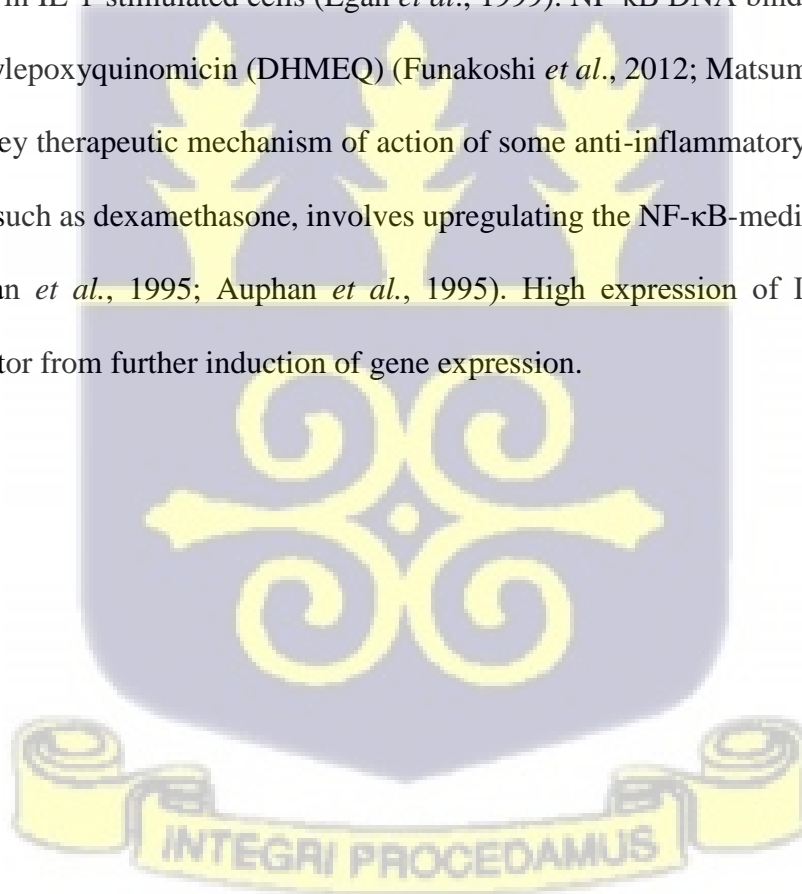 in IL-1 stimulated cells (Egan et al., 1999). NF-κB DNA bind
ylepoxyquinomicin (DHMEQ) (Funakoshi et al., 2012; Matsum
ey therapeutic mechanism of action of some anti-inflammatory
such as dexamethasone, involves upregulating the NF-κB-medi
an et al., 1995; Auphan et al., 1995). High expression of I
tor from further induction of gene expression.
INTEGRI PROCEDAMUS